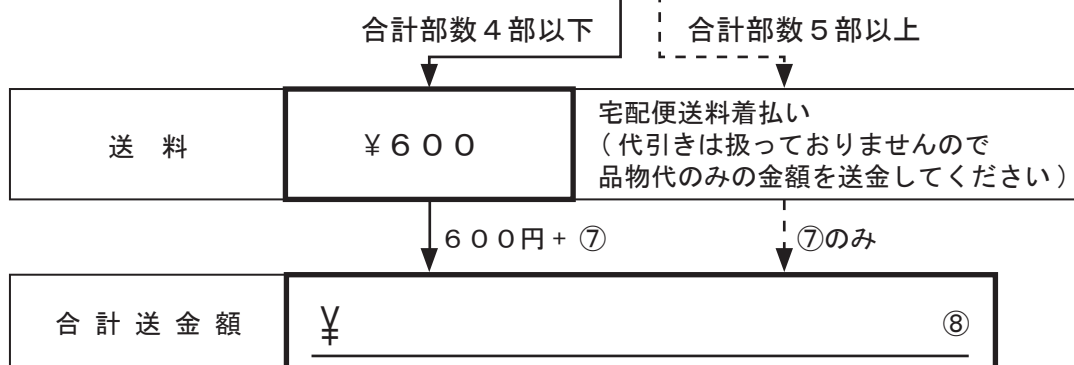 合計部数４部以下
合計部数５部以上
送　料
￥６００
宅配便送料着払い
（代引きは扱っておりませんので
品物代のみの金額を送金してください）
６００円＋ ⑦
⑦のみ
合 計 送 金 額
￥
⑧